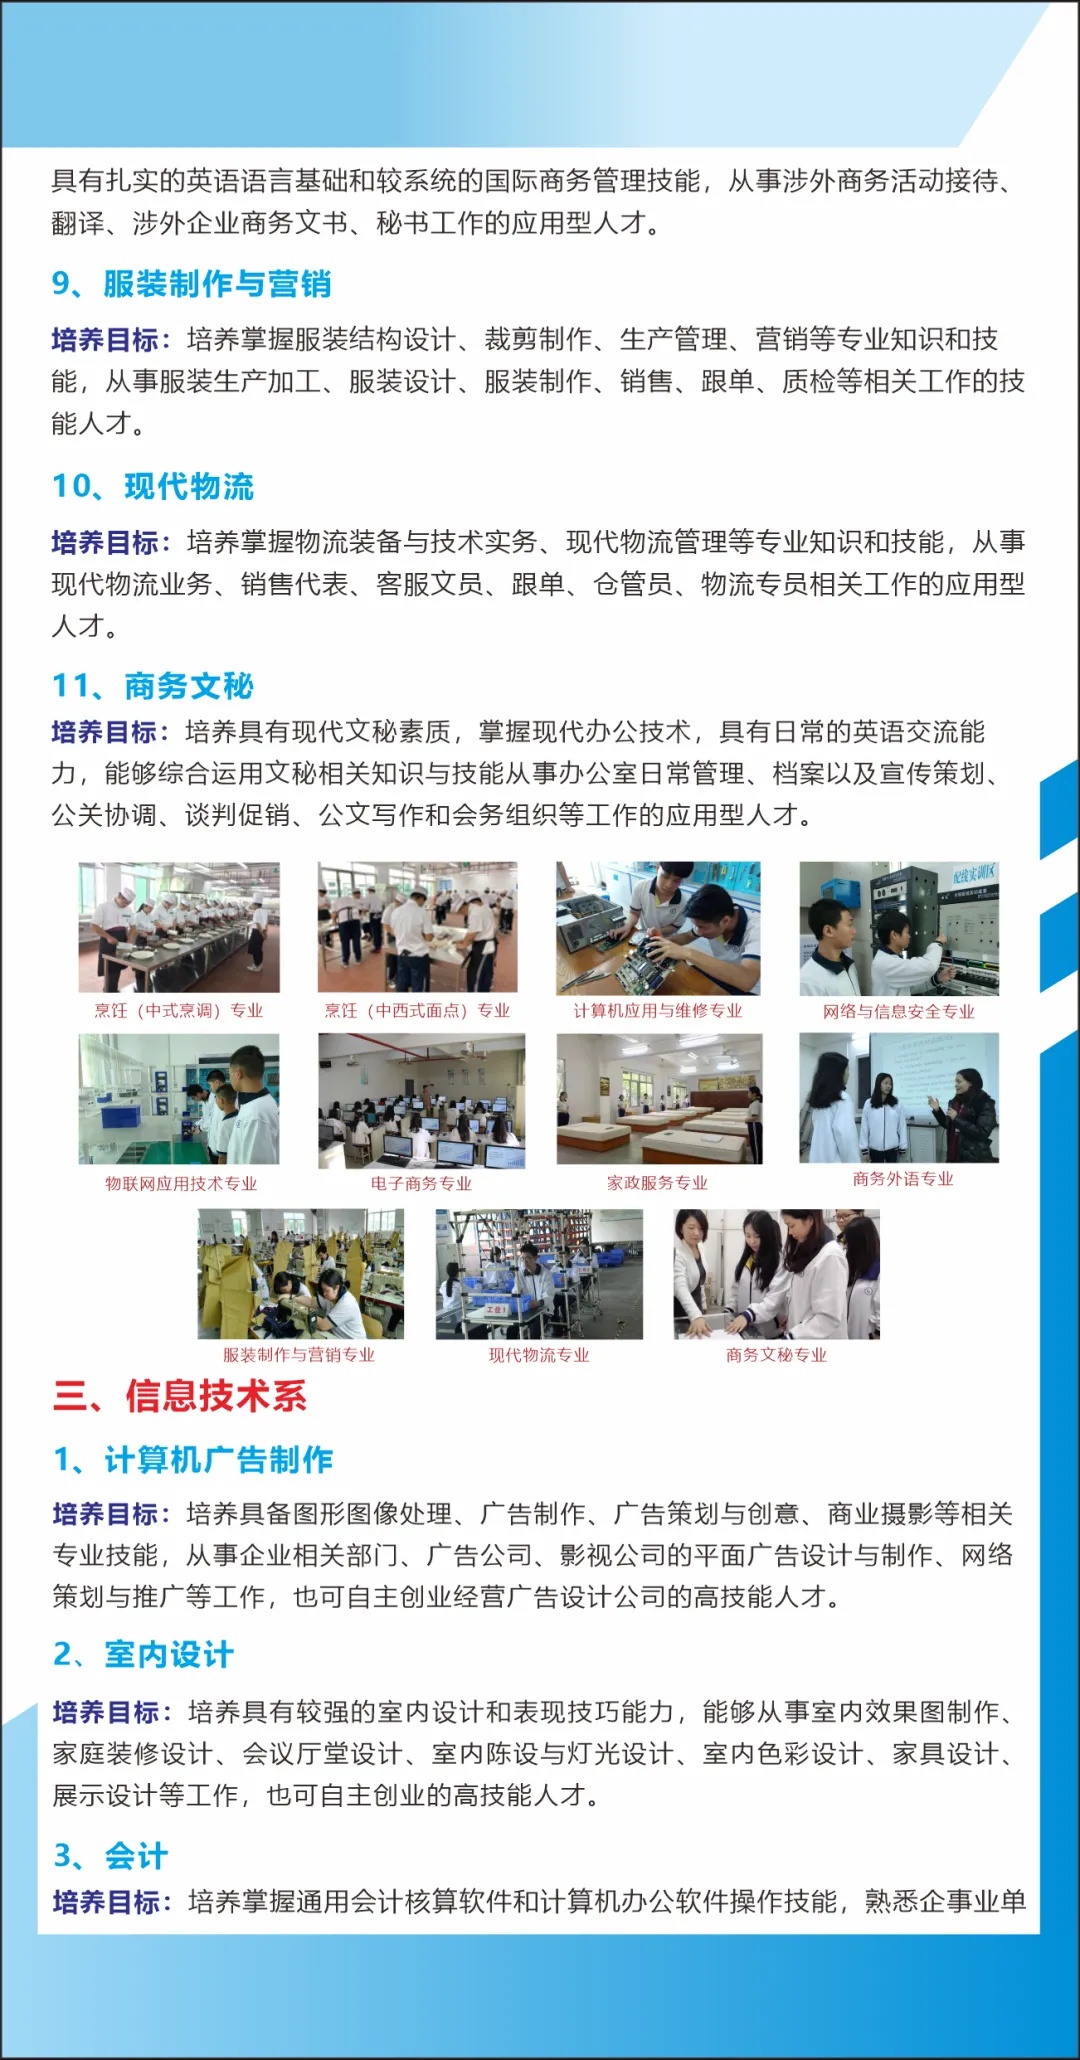 具有扎实的英语语言基础和较系统的国际商务管理技能，从事涉外商务活动接待、
翻译、涉外企业商务文书、秘书工作的应用型人才。
9、服装制作与营销
培养目标：培养掌握服装结构设计、裁剪制作、生产管理、营销等专业知识和技
能，从事服装生产加工、服装设计、服装制作、销售、跟单、质检等相关工作的技
能人才。
10、现代物流
培养目标：培养掌握物流装备与技术实务、现代物流管理等专业知识和技能，从事
现代物流业务、销售代表、客服文员、跟单、仓管员、物流专员相关工作的应用型
人才。
11、商务文秘
培养目标：培养具有现代文秘素质，掌握现代办公技术，具有日常的英语交流能
力，能够综合运用文秘相关知识与技能从事办公室日常管理、档案以及宣传策划、
公关协调、谈判促销、公文写作和会务组织等工作的应用型人才。
配线实训区
烹饪（中式烹调）专业
烹饪（中西式面点）专业
计算机应用与维修专业
网络与信息安全专业
物联网应用技术专业
电子商务专业
家政服务专业
商务外语专业
工位1
服装制作与营销专业
现代物流专业
商务文秘专业
三、信息技术系
1、计算机广告制作
培养目标：培养具备图形图像处理、广告制作、广告策划与创意、商业摄影等相关
专业技能，从事企业相关部门、广告公司、影视公司的平面广告设计与制作、网络
策划与推广等工作，也可自主创业经营广告设计公司的高技能人才。
2、室内设计
培养目标：培养具有较强的室内设计和表现技巧能力，能够从事室内效果图制作、
家庭装修设计、会议厅堂设计、室内陈设与灯光设计、室内色彩设计、家具设计、
展示设计等工作，也可自主创业的高技能人才。
3、会计
培养目标：培养掌握通用会计核算软件和计算机办公软件操作技能，熟悉企事业单